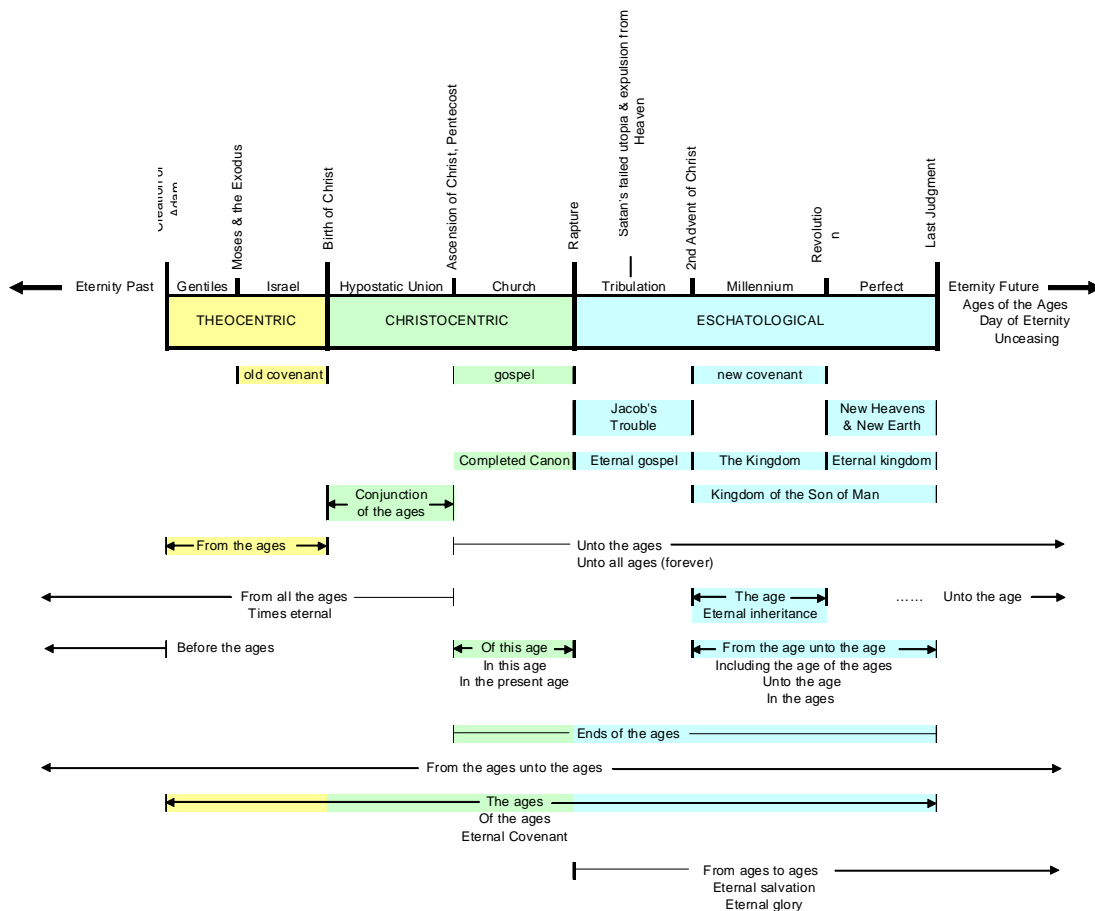 Satan's failed utopia & expulsion from
Heaven
Adam
Moses & the Exodus
Birth of Christ
Ascension of Christ, Pentecost
Rapture
2nd Advent of Christ
Revolutio
n
Last Judgment
Eternity Past
Gentiles
Israel
Hypostatic Union
Church
Tribulation
Millennium
Perfect
Eternity Future
Ages of the Ages
Day of Eternity
Unceasing
THEOCENTRIC
CHRISTOCENTRIC
ESCHATOLOGICAL
old covenant
gospel
new covenant
Jacob's
Trouble
New Heavens
& New Earth
Completed Canon
Eternal gospel
The Kingdom
Eternal kingdom
Conjunction
of the ages
Kingdom of the Son of Man
From the ages
Unto the ages
Unto all ages (forever)
From all the ages
Times eternal
The age
Eternal inheritance
...... Unto the age
Before the ages
Of this age
In this age
In the present age
From the age unto the age
Including the age of the ages
Unto the age
In the ages
Ends of the ages
From the ages unto the ages
The ages
Of the ages
Eternal Covenant
From ages to ages
Eternal salvation
Eternal glory